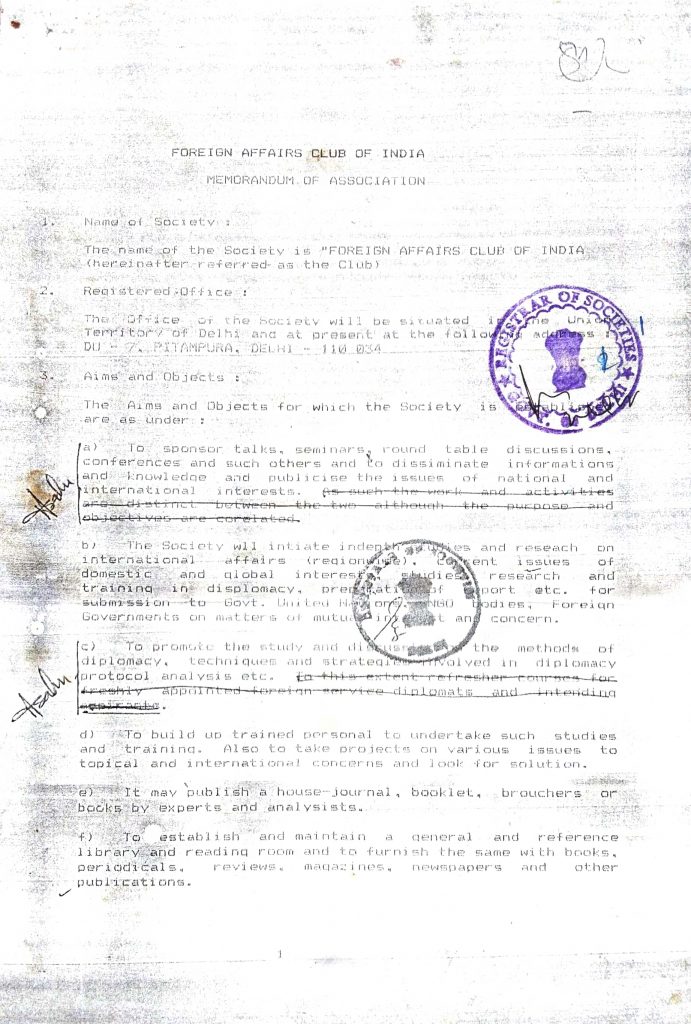 FOREIGN AFFAIRS CLUB OF INDIA
MEMORANDUM OF ASSOCIATION
1. Name of Society :
The name of the Society is "FOREIGN AFFAIRS CLUB OF INDIA
(hereinafter referred as the Club)
2. Registered Office :
The Office of the Society will be situated in the Union
Territory of Delhi and at present at the following address :
DU - 7, PITAMPURA, DELHI - 110 034
REGISTRAR OF SOCIETIES
3. Aims and Objects :
The Aims and Objects for which the Society is established
are as under :
a) To sponsor talks, seminars, round table discussions,
conferences and such others and to dissiminate informations
and knowledge and publicise the issues of national and
international interests. As such the work and activities
are distinct between the two although the purpose and
objectives are corelated.
b) The Society wll intiate indepth studies and reseach on
international affairs (regionwise), current issues of
domestic and global interest, studies, research and
training in displomacy, preparation of report etc. for
submission to Govt. United Nations, NGO bodies, Foreign
Governments on matters of mutual interest and concern.
c) To promote the study and discussion the methods of
diplomacy, techniques and strategies involved in diplomacy
protocol analysis etc. To this extent refresher courses for
freshly appointed foreign service diplomats and intending
aspirants.
d) To build up trained personal to undertake such studies
and training. Also to take projects on various issues to
topical and international concerns and look for solution.
e) It may publish a house-journal, booklet, brouchers or
books by experts and analysists.
f) To establish and maintain a general and reference
library and reading room and to furnish the same with books,
periodicals, reviews, magazines, newspapers and other
publications.
1